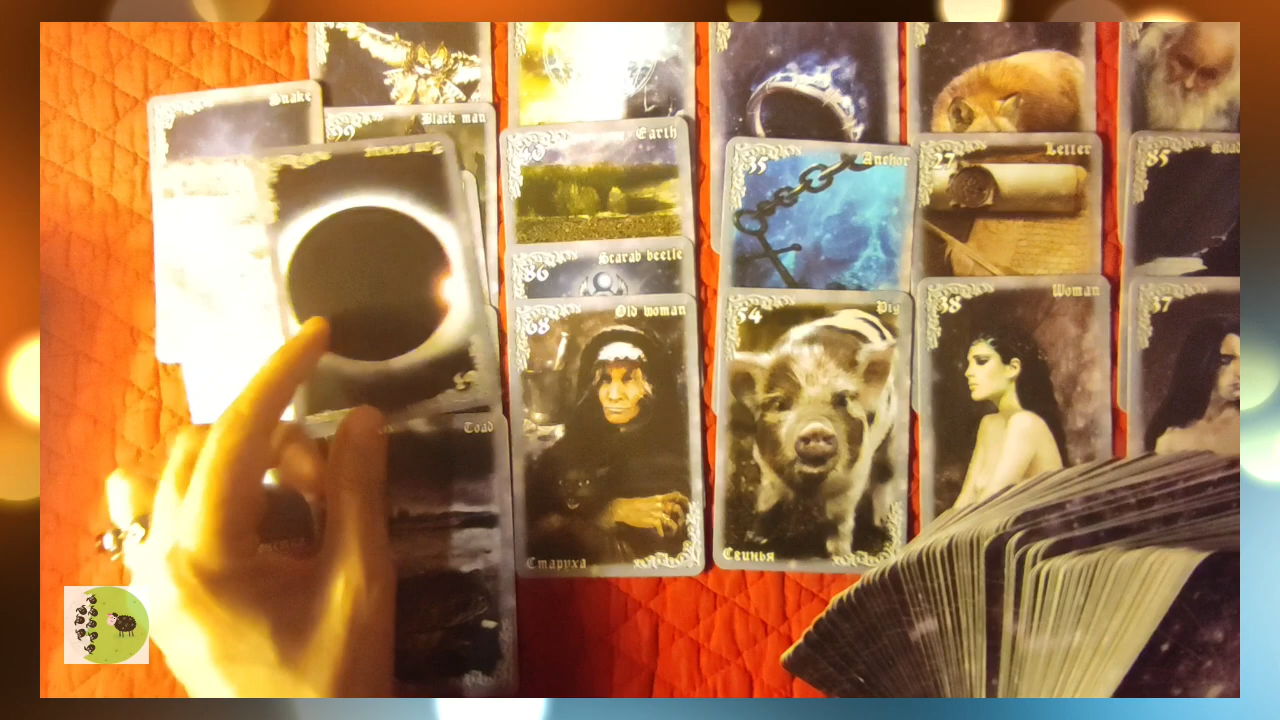 Snake
99 Black man
Earth
35 Anchor
27 Letter
85
86 Scarab beetle
68 Old woman
54 Pig
38 Woman
37
Toad
Старуха
Свинья